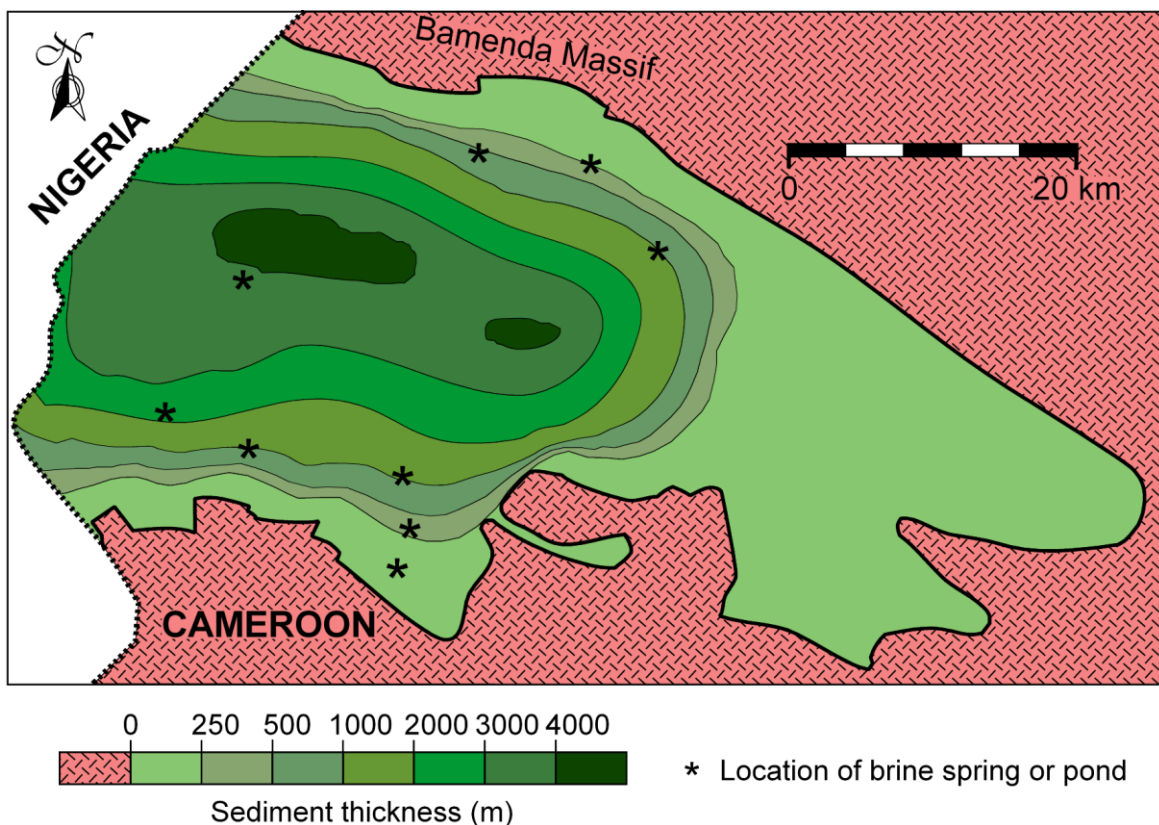 Bamenda Massif
N
NIGERIA
0 20 km
CAMEROON
0 250 500 1000 2000 3000 4000
Sediment thickness (m)
* Location of brine spring or pond